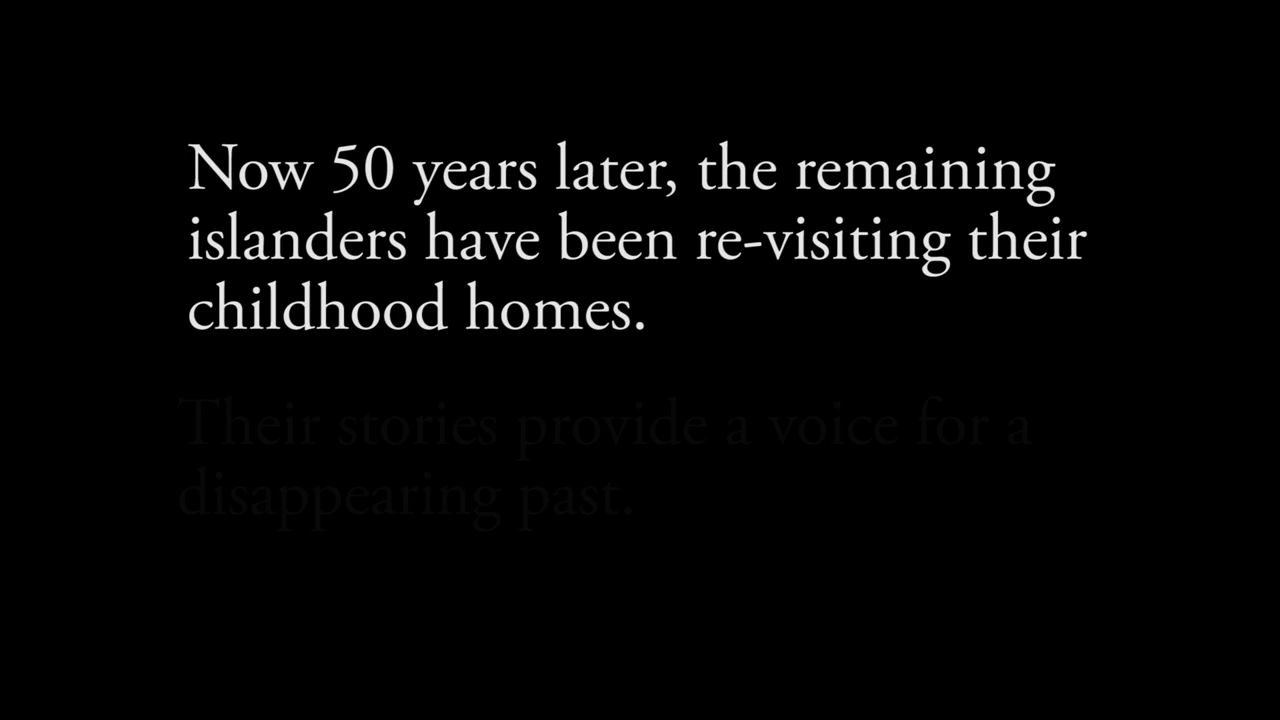 Now 50 years later, the remaining
islanders have been re-visiting their
childhood homes.
Their stories provide a voice for a
disappearing past.